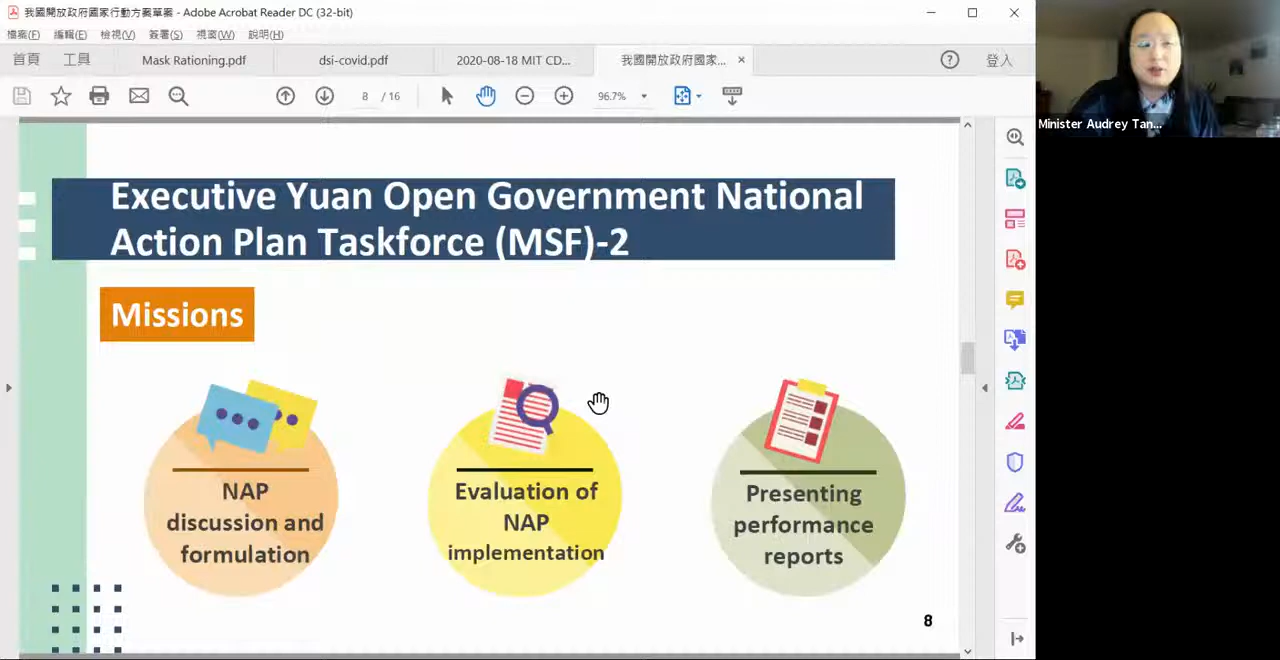 我國開放政府國家行動方案草案 - Adobe Acrobat Reader DC (32-bit)
檔案(F) 編輯(E) 檢視(V) 簽署(S) 視窗(W) 說明(H)
首頁 工具 Mask Rationing.pdf dsi-covid.pdf 2020-08-18 MIT CD... 我國開放政府國家... × ? 登入
8 / 16 96.7%
Minister Audrey Tan...
Executive Yuan Open Government National
Action Plan Taskforce (MSF)-2
Missions
NAP
discussion and
formulation
Evaluation of
NAP
implementation
Presenting
performance
reports
8